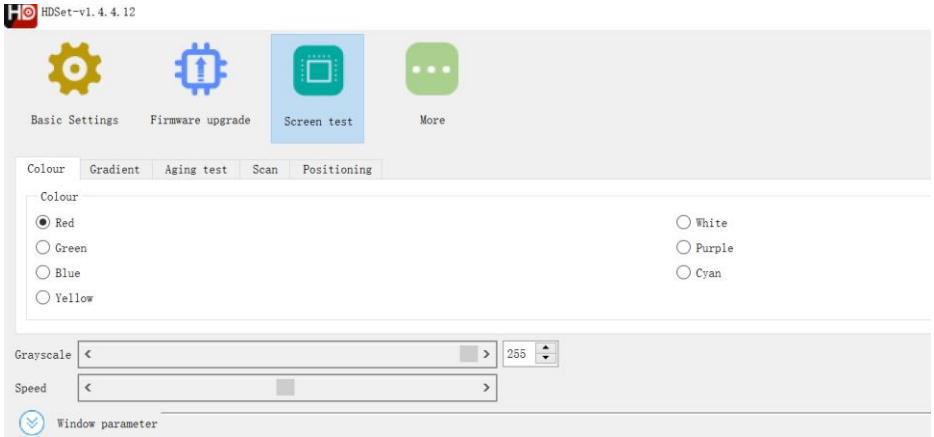 HD HDSet-v1.4.4.12
Basic Settings Firmware upgrade Screen test More
Colour Gradient Aging test Scan Positioning
Colour
Red White
Green Purple
Blue Cyan
Yellow
Grayscale 255
Speed
Window parameter